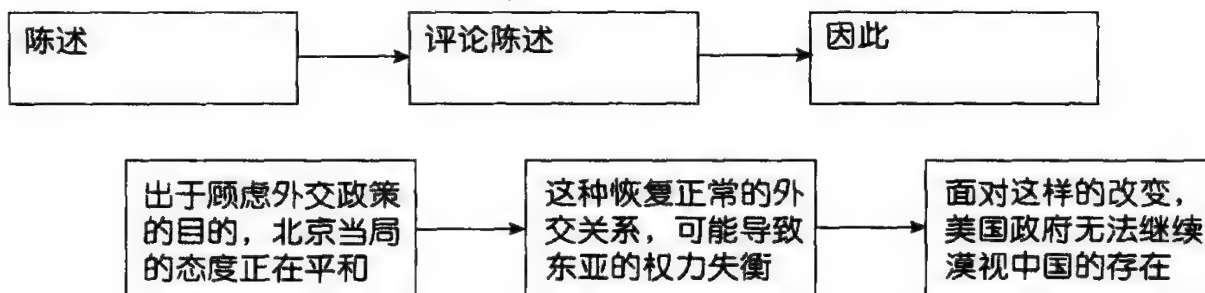 陈述
评论陈述
因此
出于顾虑外交政策
的目的，北京当局
的态度正在平和
这种恢复正常的外
交关系，可能导致
东亚的权力失衡
面对这样的改变，
美国政府无法继续
漠视中国的存在